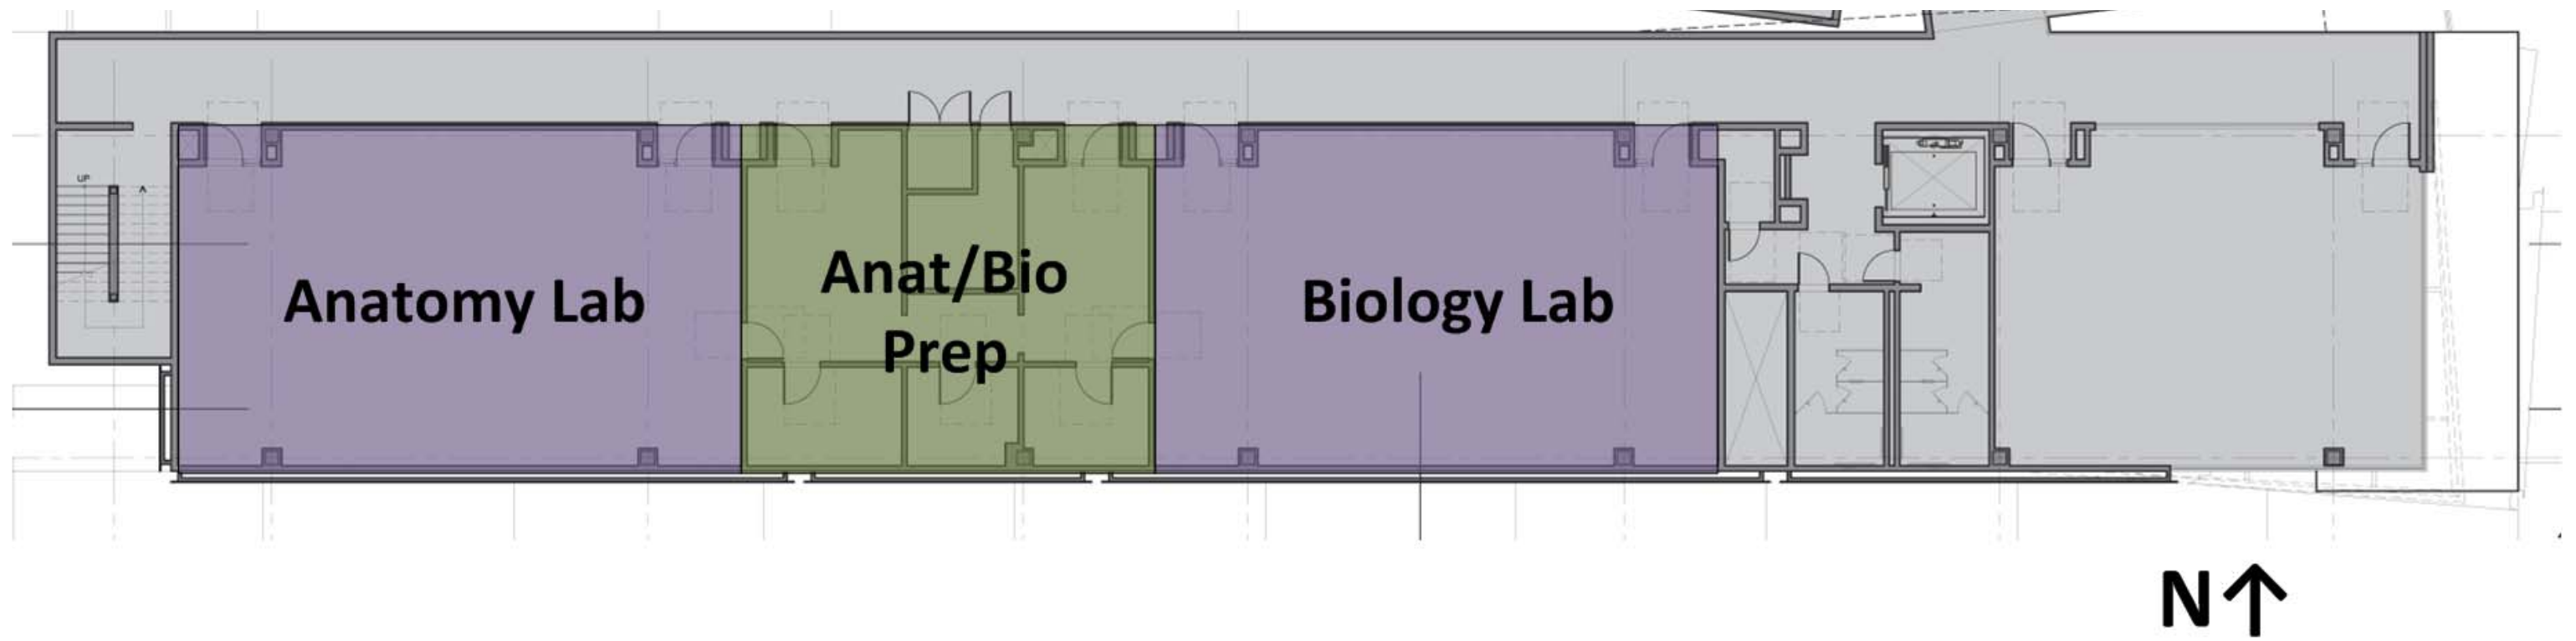 UP
Anatomy Lab
Anat/Bio
Prep
Biology Lab
N↑